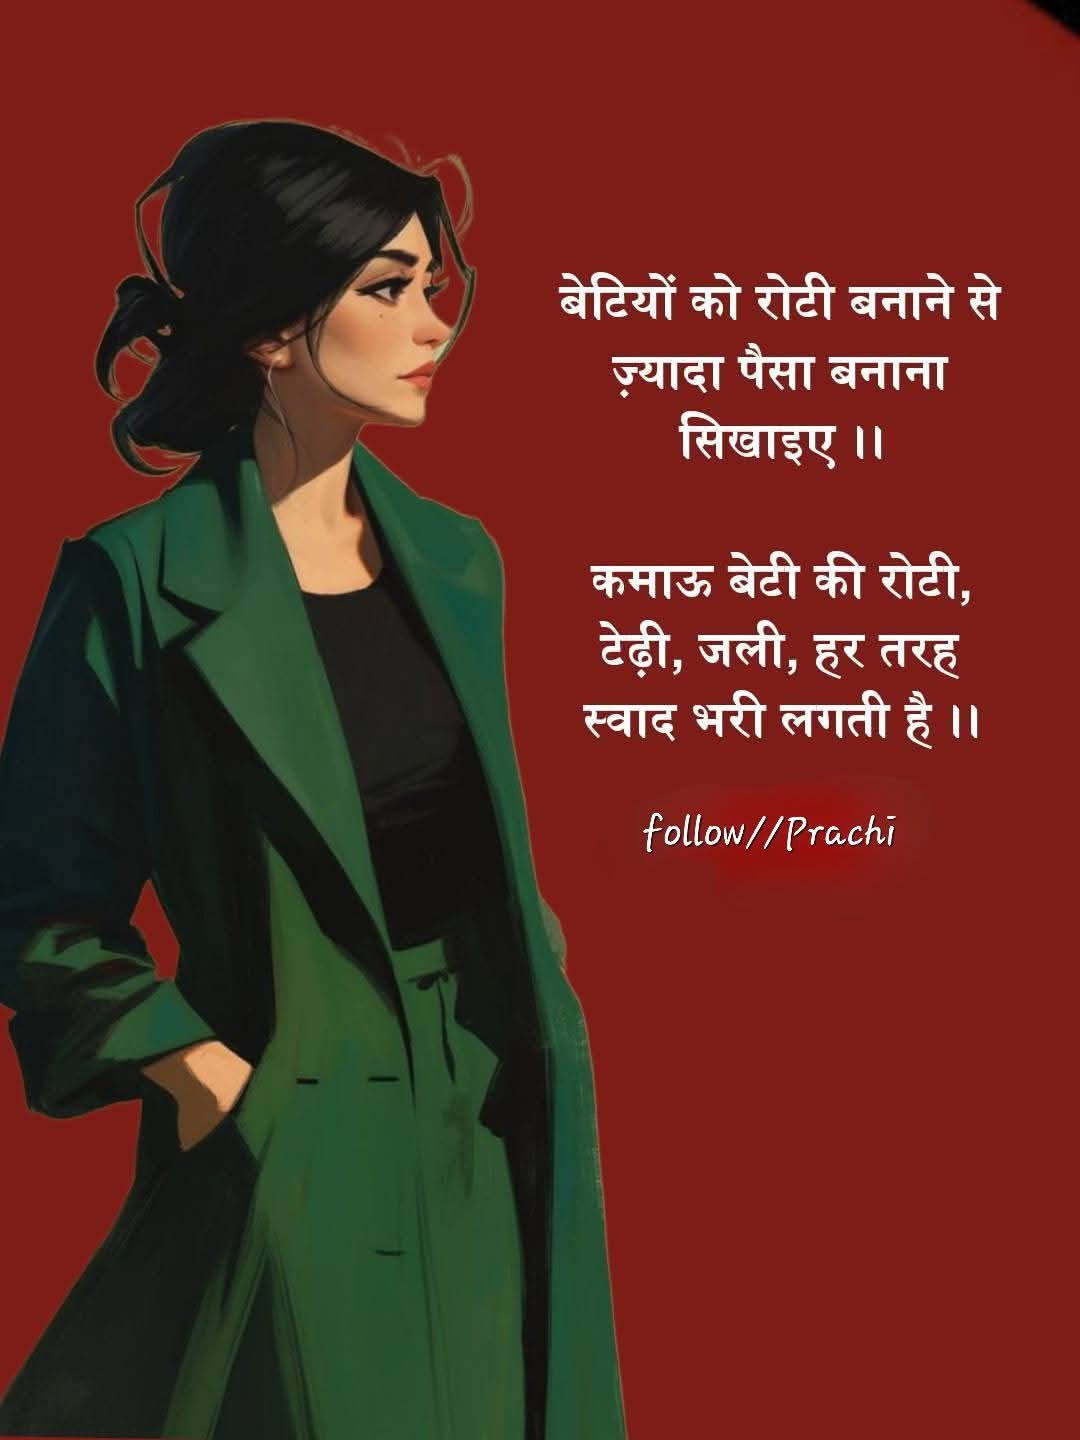 बेटियों को रोटी बनाने से
ज़्यादा पैसा बनाना
सिखाइए ।।
कमाऊ बेटी की रोटी,
टेढ़ी, जली, हर तरह
स्वाद भरी लगती है ।।
follow//Prachi